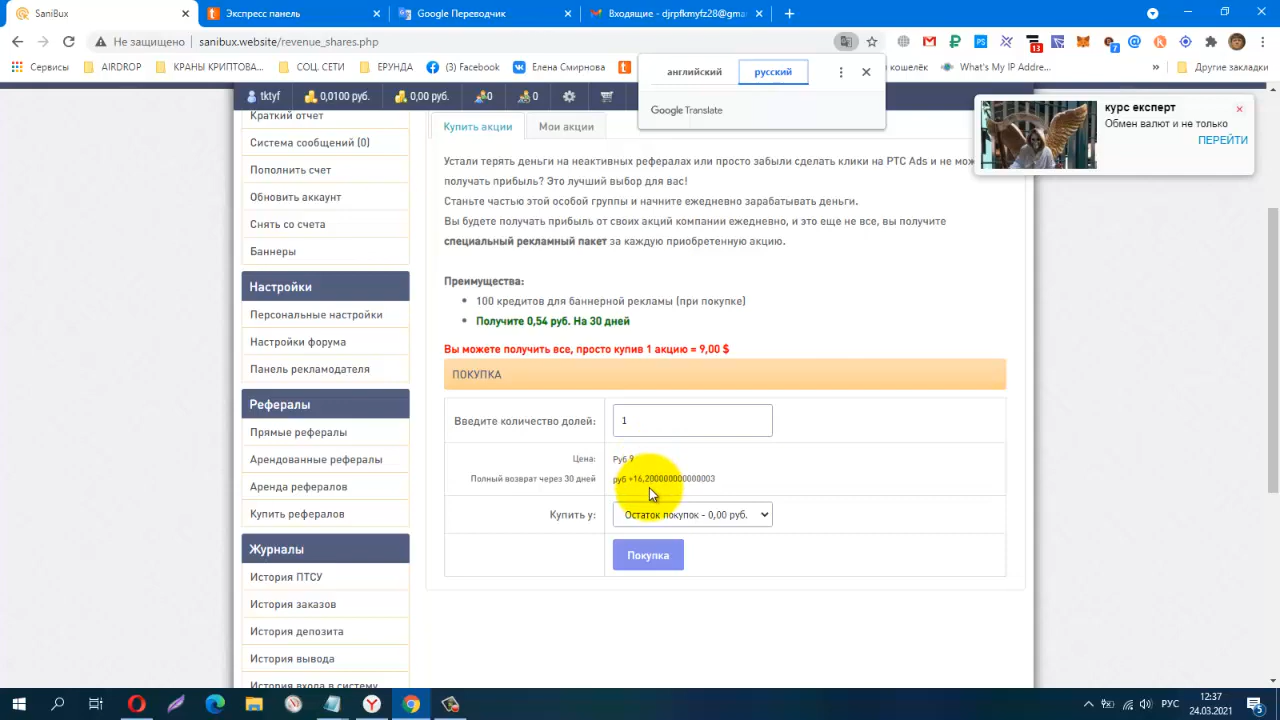 SaniBux
Экспресс панель
Google Переводчик
Входящие - djrpfkmyfz28@gma
Не защищено
sanibux.website/revenue_shares.php
13
7
Сервисы
AIRDROP
КРАНЫ КРИПТОВА...
СОЦ. СЕТИ
ЕРУНДА
(3) Facebook
Елена Смирнова
кошелёк
What's My IP Addre...
»
Другие закладки
английский
русский
Google Translate
курс експерт
Обмен валют и не только
ПЕРЕЙТИ
tktyf
0,0100 руб.
0,00 руб.
0
0
Краткий отчет
Система сообщений (0)
Пополнить счет
Обновить аккаунт
Снять со счета
Баннеры
Настройки
Персональные настройки
Настройки форума
Панель рекламодателя
Рефералы
Прямые рефералы
Арендованные рефералы
Аренда рефералов
Купить рефералов
Журналы
История ПТСУ
История заказов
История депозита
История вывода
История входа в систему
Купить акции
Мои акции
Устали терять деньги на неактивных рефералах или просто забыли сделать клики на PTC Ads и не мож
получать прибыль? Это лучший выбор для вас!
Станьте частью этой особой группы и начните ежедневно зарабатывать деньги.
Вы будете получать прибыль от своих акций компании ежедневно, и это еще не все, вы получите
специальный рекламный пакет за каждую приобретенную акцию.
Преимущества:
100 кредитов для баннерной рекламы (при покупке)
Получите 0,54 руб. На 30 дней
Вы можете получить все, просто купив 1 акцию = 9,00 $
ПОКУПКА
Введите количество долей:
1
Цена:
Руб 9
Полный возврат через 30 дней
руб +16,200000000000003
Купить у:
Остаток покупок - 0,00 руб.
Покупка
РУС
12:37
24.03.2021
5